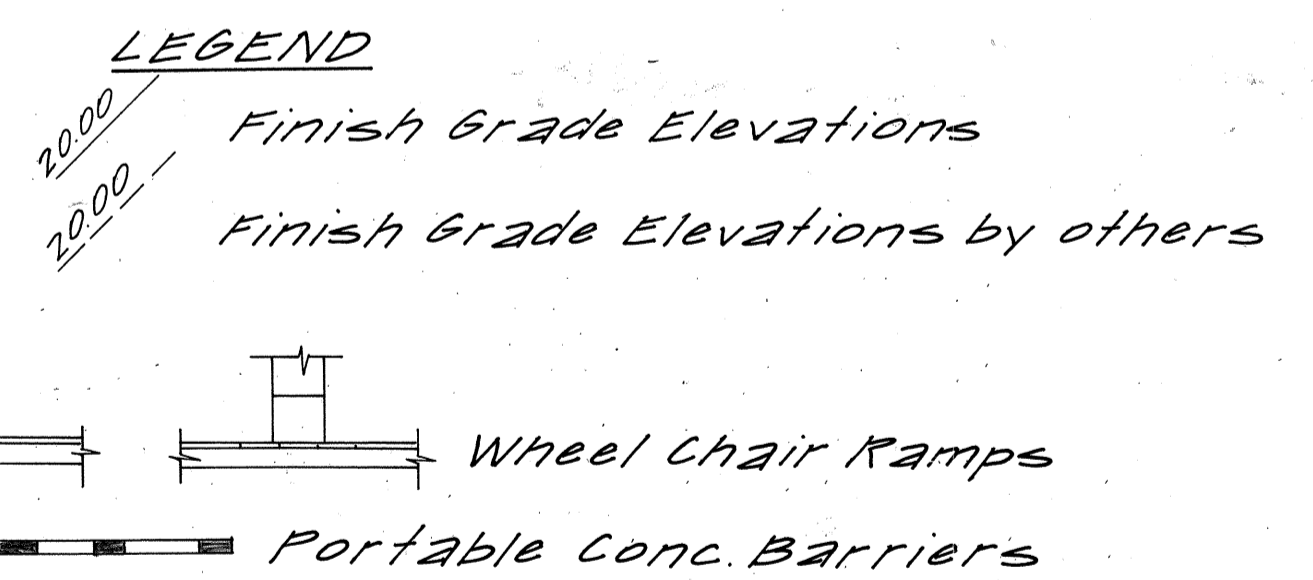 LEGEND
20.00 Finish Grade Elevations
20.00 Finish Grade Elevations by others
Wheel Chair Ramps
Portable Conc. Barriers